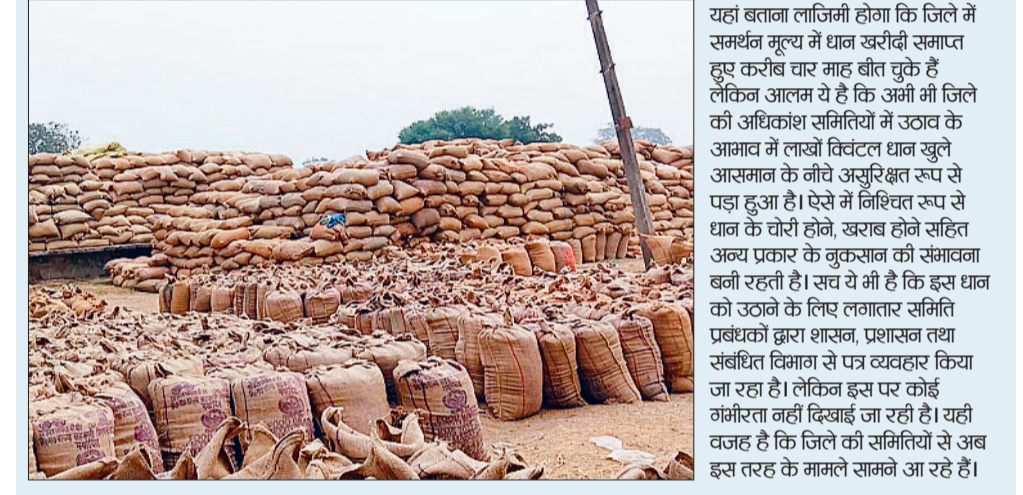 यहां बताना लाजिमी होगा कि जिले में
समर्थन मूल्य में धान खरीदी समाप्त
हुए करीब चार माह बीत चुके हैं
लेकिन आलम ये है कि अभी भी जिले
की अधिकांश समितियों में उठाव के
आभाव में लाखों क्विंटल धान खुले
आसमान के नीचे असुरिक्षत रूप से
पड़ा हुआ है। ऐसे में निश्चित रूप से
धान के चोरी होने, खराब होने सहित
अन्य प्रकार के नुकसान की संभावना
बनी रहती है। सच ये भी है कि इस धान
को उठाने के लिए लगातार समिति
प्रबंधकों द्वारा शासन, प्रशासन तथा
संबंधित विभाग से पत्र व्यवहार किया
जा रहा है। लेकिन इस पर कोई
गंभीरता नहीं दिखाई जा रही है। यही
वजह है कि जिले की समितियों से अब
इस तरह के मामले सामने आ रहे हैं।